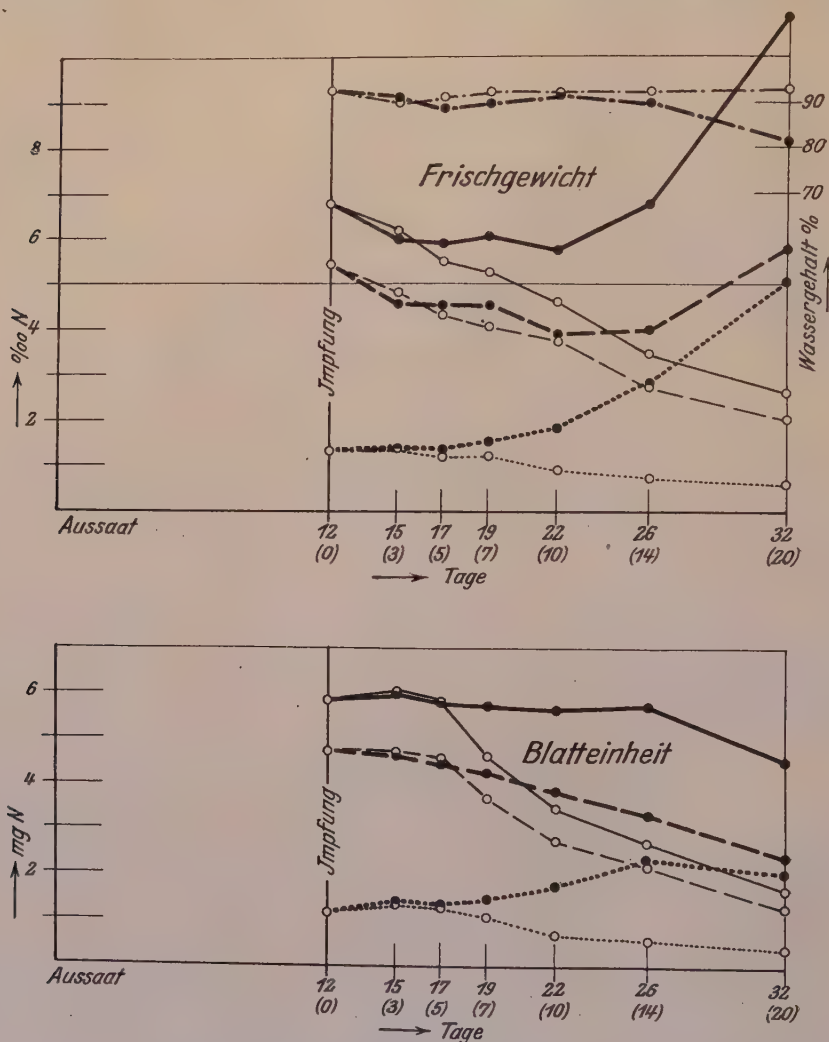 90
80
70
Wassergehalt %
Frischgewicht
8
6
4
2
‰ N
Impfung
Aussaat
12 15 17 19 22 26 32
(0) (3) (5) (7) (10) (14) (20)
Tage
6
4
2
mg N
Impfung
Blatteinheit
Aussaat
12 15 17 19 22 26 32
(0) (3) (5) (7) (10) (14) (20)
Tage